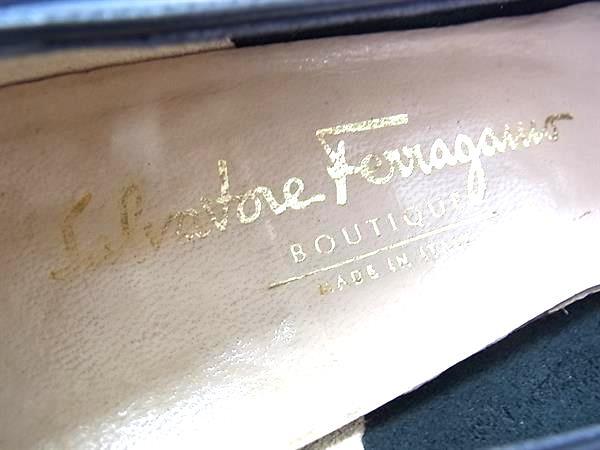 Salvatore Ferragamo
BOUTIQUE
MADE IN ITALY